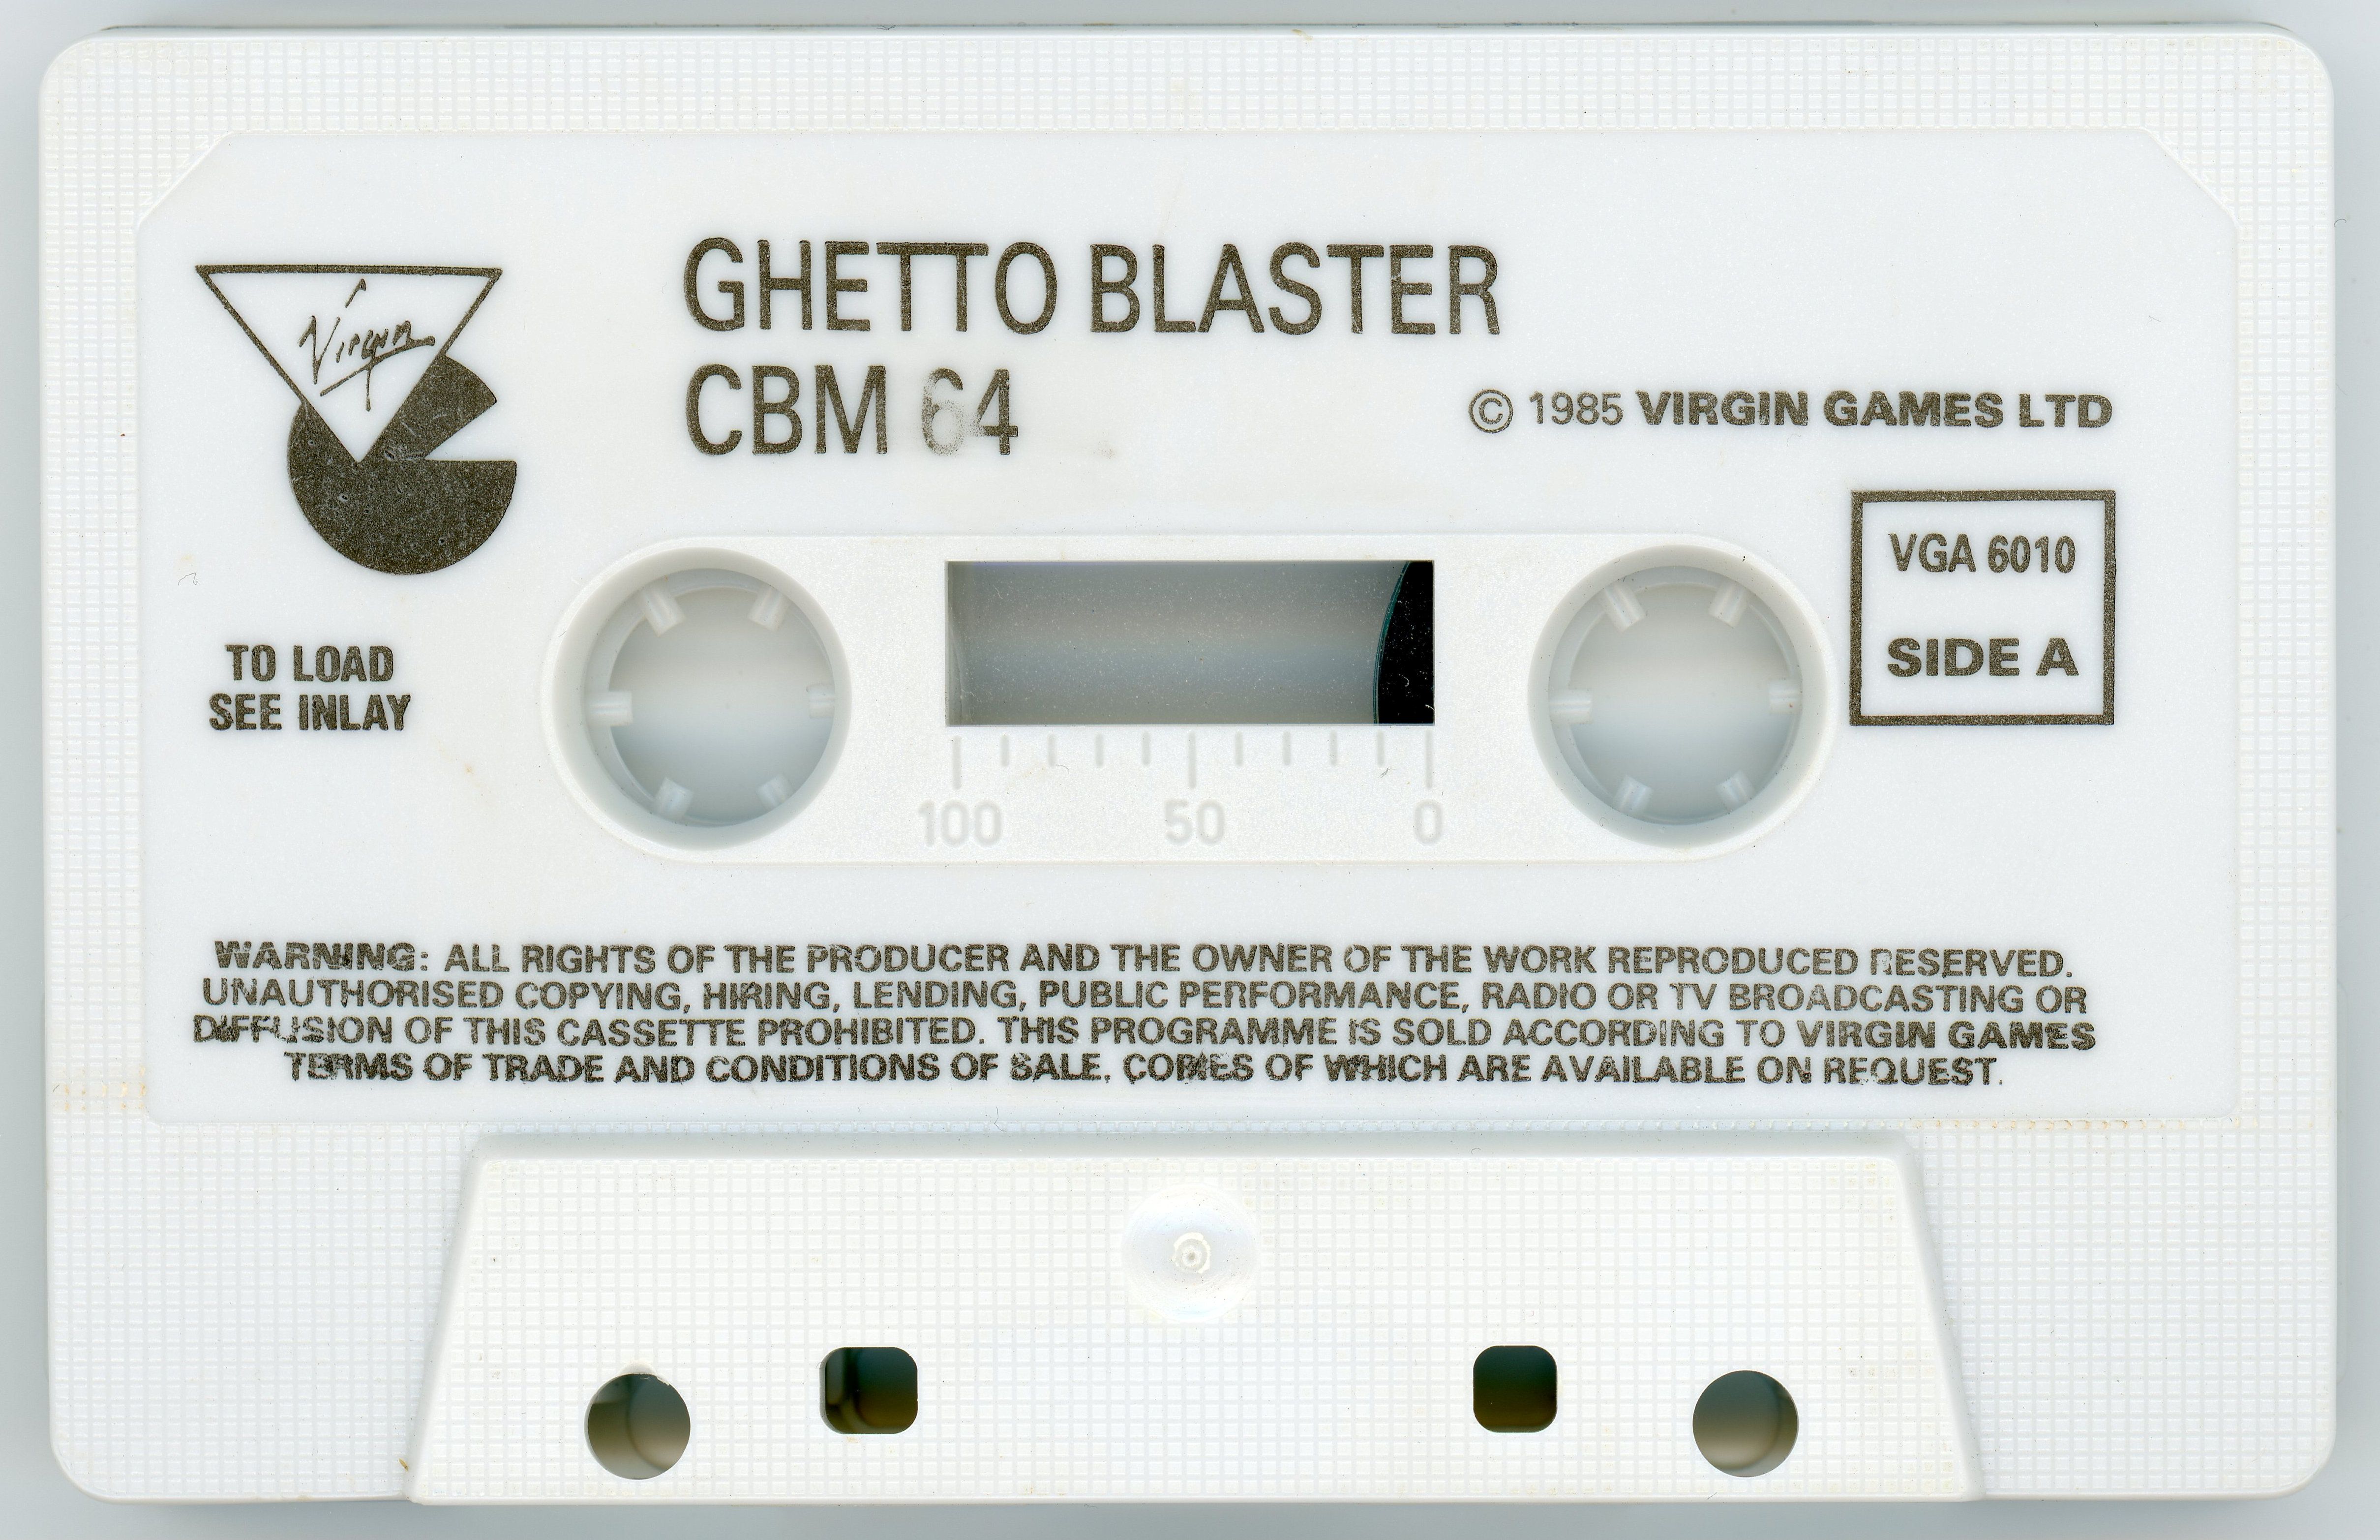 GHETTO BLASTER
CBM 64
Virgin
© 1985 VIRGIN GAMES LTD
VGA 6010
SIDE A
TO LOAD
SEE INLAY
100 50 0
WARNING: ALL RIGHTS OF THE PRODUCER AND THE OWNER OF THE WORK REPRODUCED RESERVED.
UNAUTHORISED COPYING, HIRING, LENDING, PUBLIC PERFORMANCE, RADIO OR TV BROADCASTING OR
DIFFUSION OF THIS CASSETTE PROHIBITED. THIS PROGRAMME IS SOLD ACCORDING TO VIRGIN GAMES
TERMS OF TRADE AND CONDITIONS OF SALE. COPIES OF WHICH ARE AVAILABLE ON REQUEST.